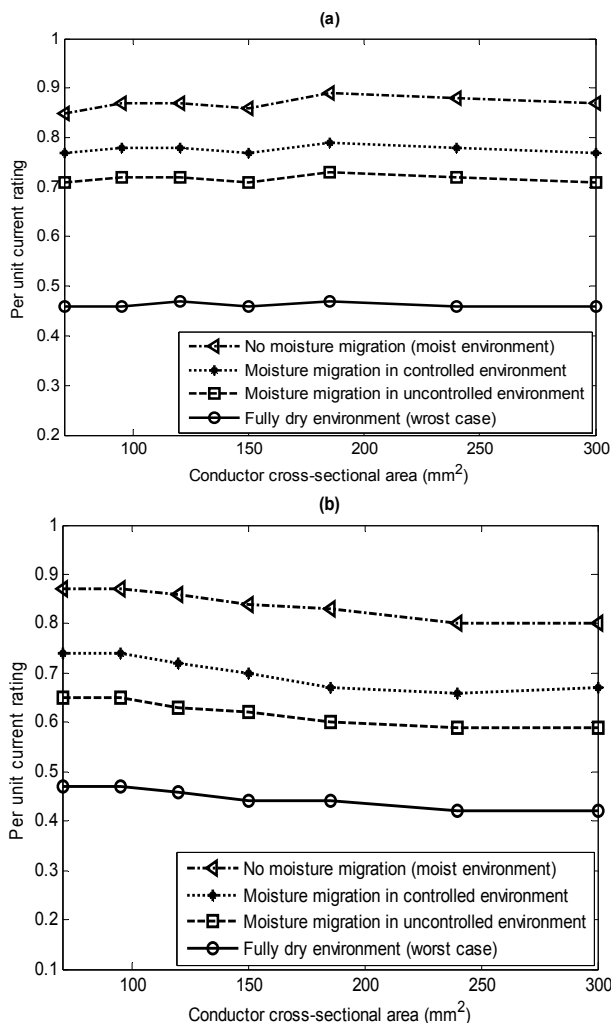 (a)
1
0.9
0.8
0.7
0.6
0.5
0.4
0.3
0.2
Per unit current rating
No moisture migration (moist environment)
Moisture migration in controlled environment
Moisture migration in uncontrolled environment
Fully dry environment (wrost case)
100 150 200 250 300
Conductor cross-sectional area (mm²)
(b)
1
0.9
0.8
0.7
0.6
0.5
0.4
0.3
0.2
0.1
Per unit current rating
No moisture migration (moist environment)
Moisture migration in controlled environment
Moisture migration in uncontrolled environment
Fully dry environment (worst case)
100 150 200 250 300
Conductor cross-sectional area (mm²)